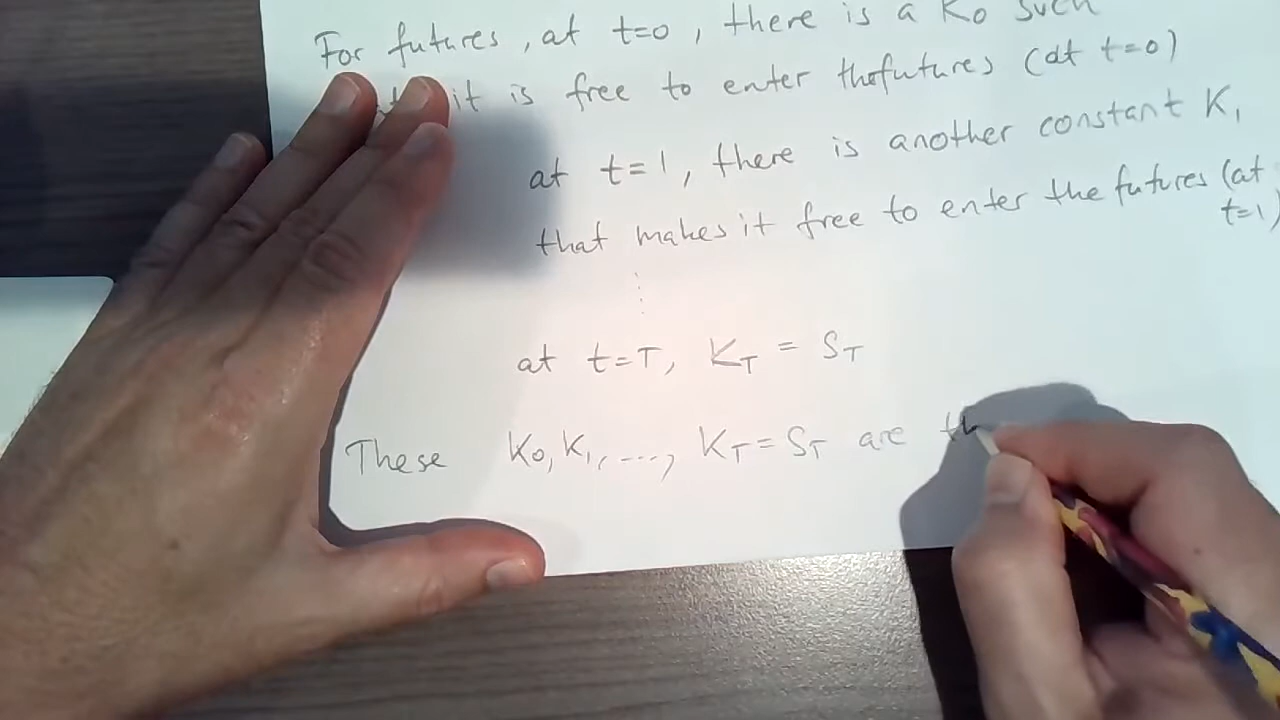 For futures, at t=0, there is a K₀ such
it is free to enter the futures (at t=0)
at t=1, there is another constant K₁
that makes it free to enter the futures (at
t=1)
⋮
at t=T, K_T = S_T
These K₀, K₁, ...., K_T = S_T are th